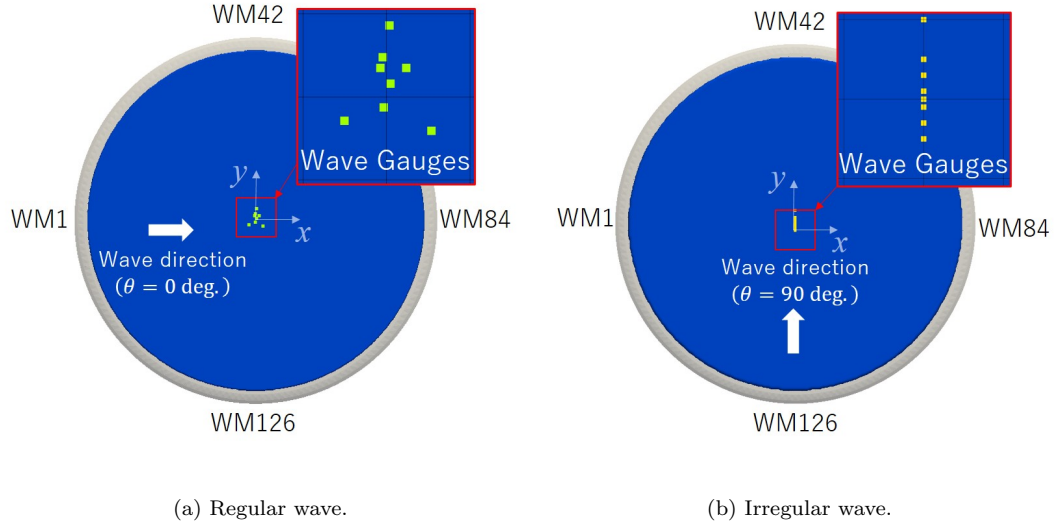 WM42
Wave Gauges
y
x
WM1
WM84
Wave direction
(θ = 0 deg.)
WM126
(a) Regular wave.
WM42
Wave Gauges
y
x
WM1
WM84
Wave direction
(θ = 90 deg.)
WM126
(b) Irregular wave.